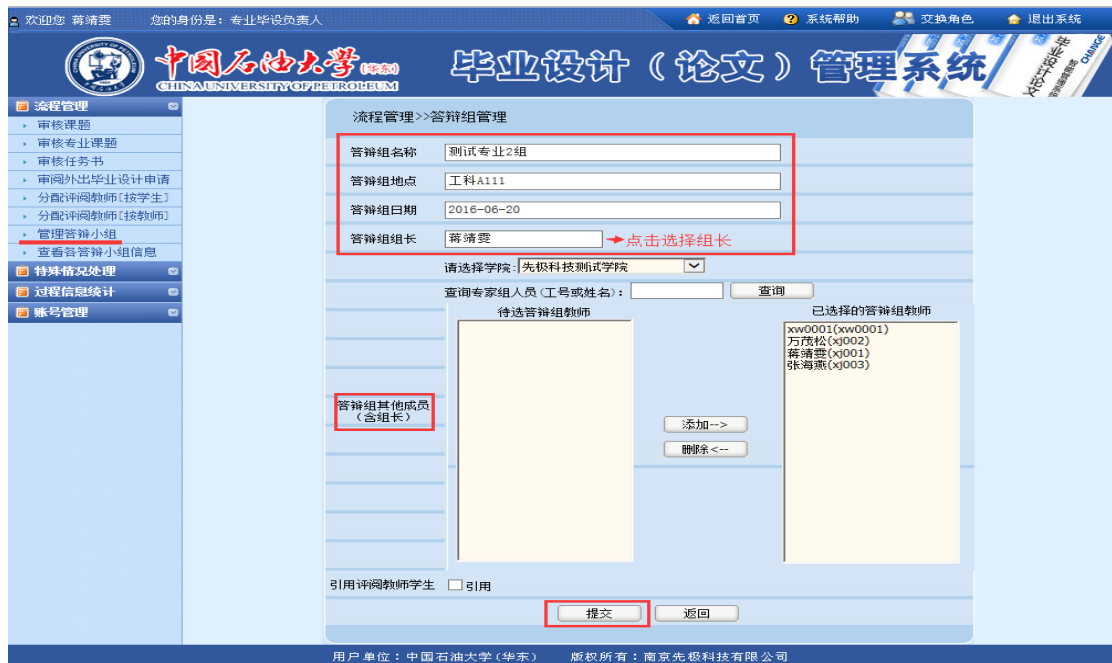 欢迎您 蒋靖雯 您的身份是：专业毕设负责人 返回首页 系统帮助 交换角色 退出系统
中国石油大学(华东) 毕业设计（论文）管理系统
CHINA UNIVERSITY OF PETROLEUM
流程管理
审核课题
审核专业课题
审核任务书
审阅外出毕业设计申请
分配评阅教师[按学生]
分配评阅教师[按教师]
管理答辩小组
查看各答辩小组信息
特殊情况处理
过程信息统计
账号管理
流程管理>>答辩组管理
答辩组名称 测试专业2组
答辩组地点 工科A111
答辩组日期 2016-06-20
答辩组组长 蒋靖雯 点击选择组长
请选择学院: 先极科技测试学院
查询专家组人员(工号或姓名)： 查询
待选答辩组教师 已选择的答辩组教师
xw0001(xw0001)
万茂松(xj002)
蒋靖雯(xj001)
张海燕(xj003)
答辩组其他成员
（含组长）
添加-->
删除<--
引用评阅教师学生 引用
提交 返回
用户单位：中国石油大学(华东) 版权所有：南京先极科技有限公司